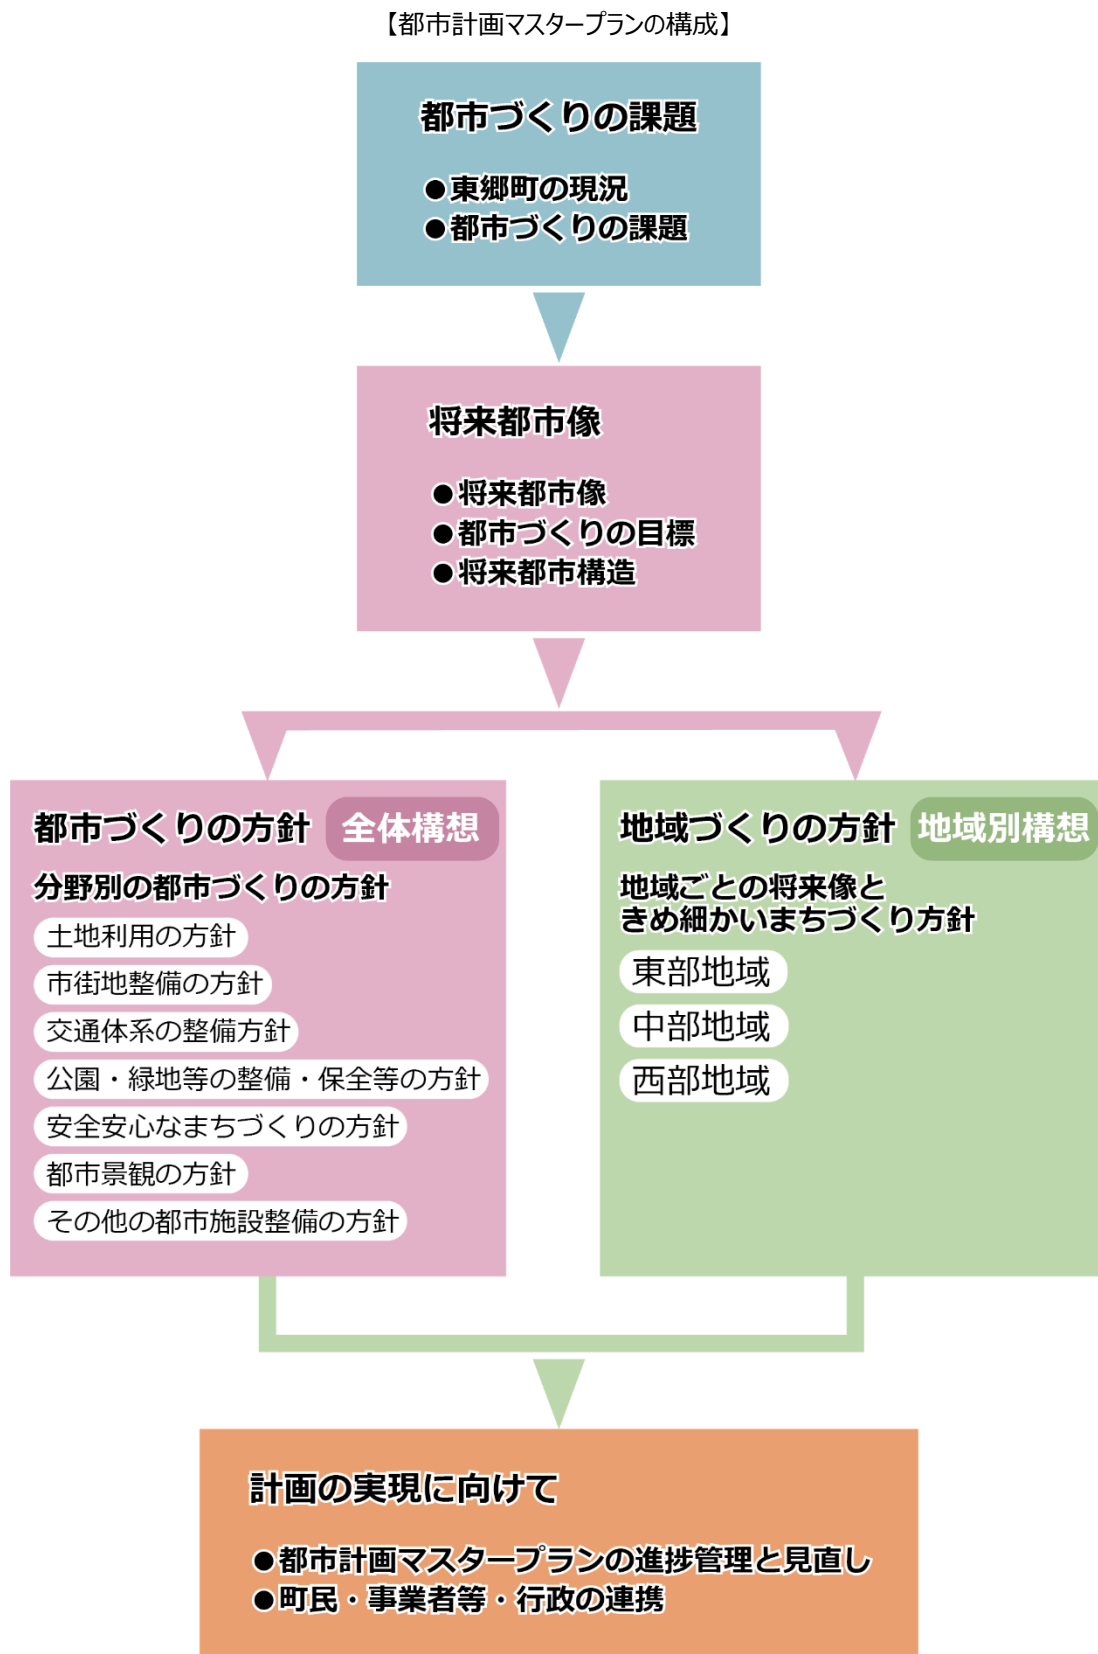 【都市計画マスタープランの構成】
都市づくりの課題
●東郷町の現況
●都市づくりの課題
将来都市像
●将来都市像
●都市づくりの目標
●将来都市構造
都市づくりの方針 全体構想
分野別の都市づくりの方針
土地利用の方針
市街地整備の方針
交通体系の整備方針
公園・緑地等の整備・保全等の方針
安全安心なまちづくりの方針
都市景観の方針
その他の都市施設整備の方針
地域づくりの方針 地域別構想
地域ごとの将来像と
きめ細かいまちづくり方針
東部地域
中部地域
西部地域
計画の実現に向けて
●都市計画マスタープランの進捗管理と見直し
●町民・事業者等・行政の連携